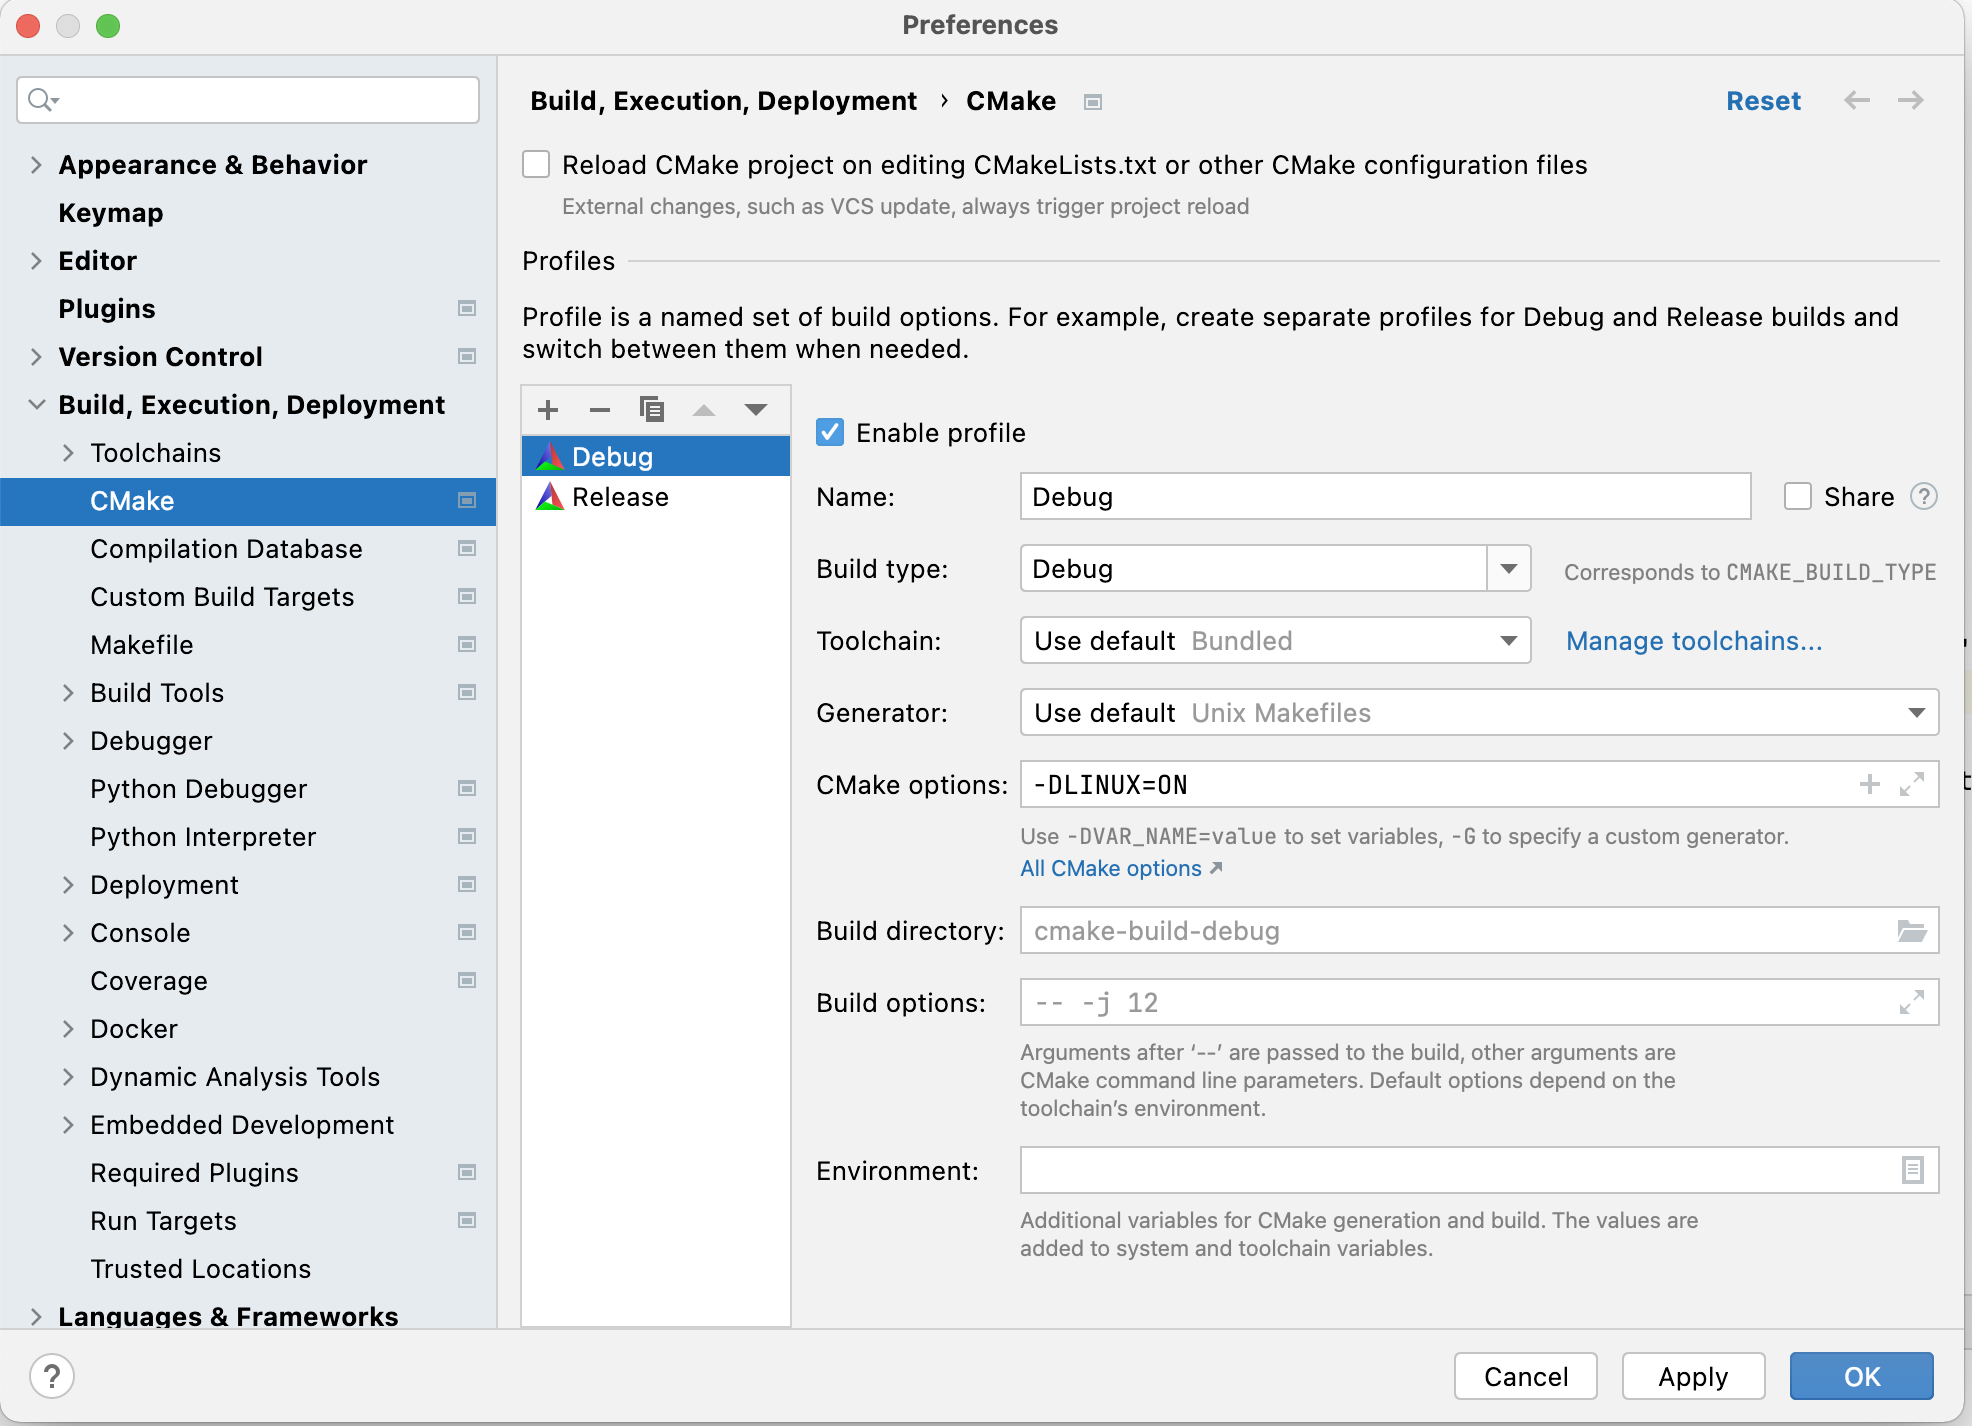 Preferences
Appearance & Behavior
Keymap
Editor
Plugins
Version Control
Build, Execution, Deployment
Toolchains
CMake
Compilation Database
Custom Build Targets
Makefile
Build Tools
Debugger
Python Debugger
Python Interpreter
Deployment
Console
Coverage
Docker
Dynamic Analysis Tools
Embedded Development
Required Plugins
Run Targets
Trusted Locations
Languages & Frameworks
Build, Execution, Deployment › CMake
Reset
Reload CMake project on editing CMakeLists.txt or other CMake configuration files
External changes, such as VCS update, always trigger project reload
Profiles
Profile is a named set of build options. For example, create separate profiles for Debug and Release builds and
switch between them when needed.
Debug
Release
Enable profile
Name: Debug Share ?
Build type: Debug Corresponds to CMAKE_BUILD_TYPE
Toolchain: Use default Bundled Manage toolchains...
Generator: Use default Unix Makefiles
CMake options: -DLINUX=ON
Use -DVAR_NAME=value to set variables, -G to specify a custom generator.
All CMake options ↗
Build directory: cmake-build-debug
Build options: -- -j 12
Arguments after ‘--’ are passed to the build, other arguments are
CMake command line parameters. Default options depend on the
toolchain’s environment.
Environment:
Additional variables for CMake generation and build. The values are
added to system and toolchain variables.
? Cancel Apply OK